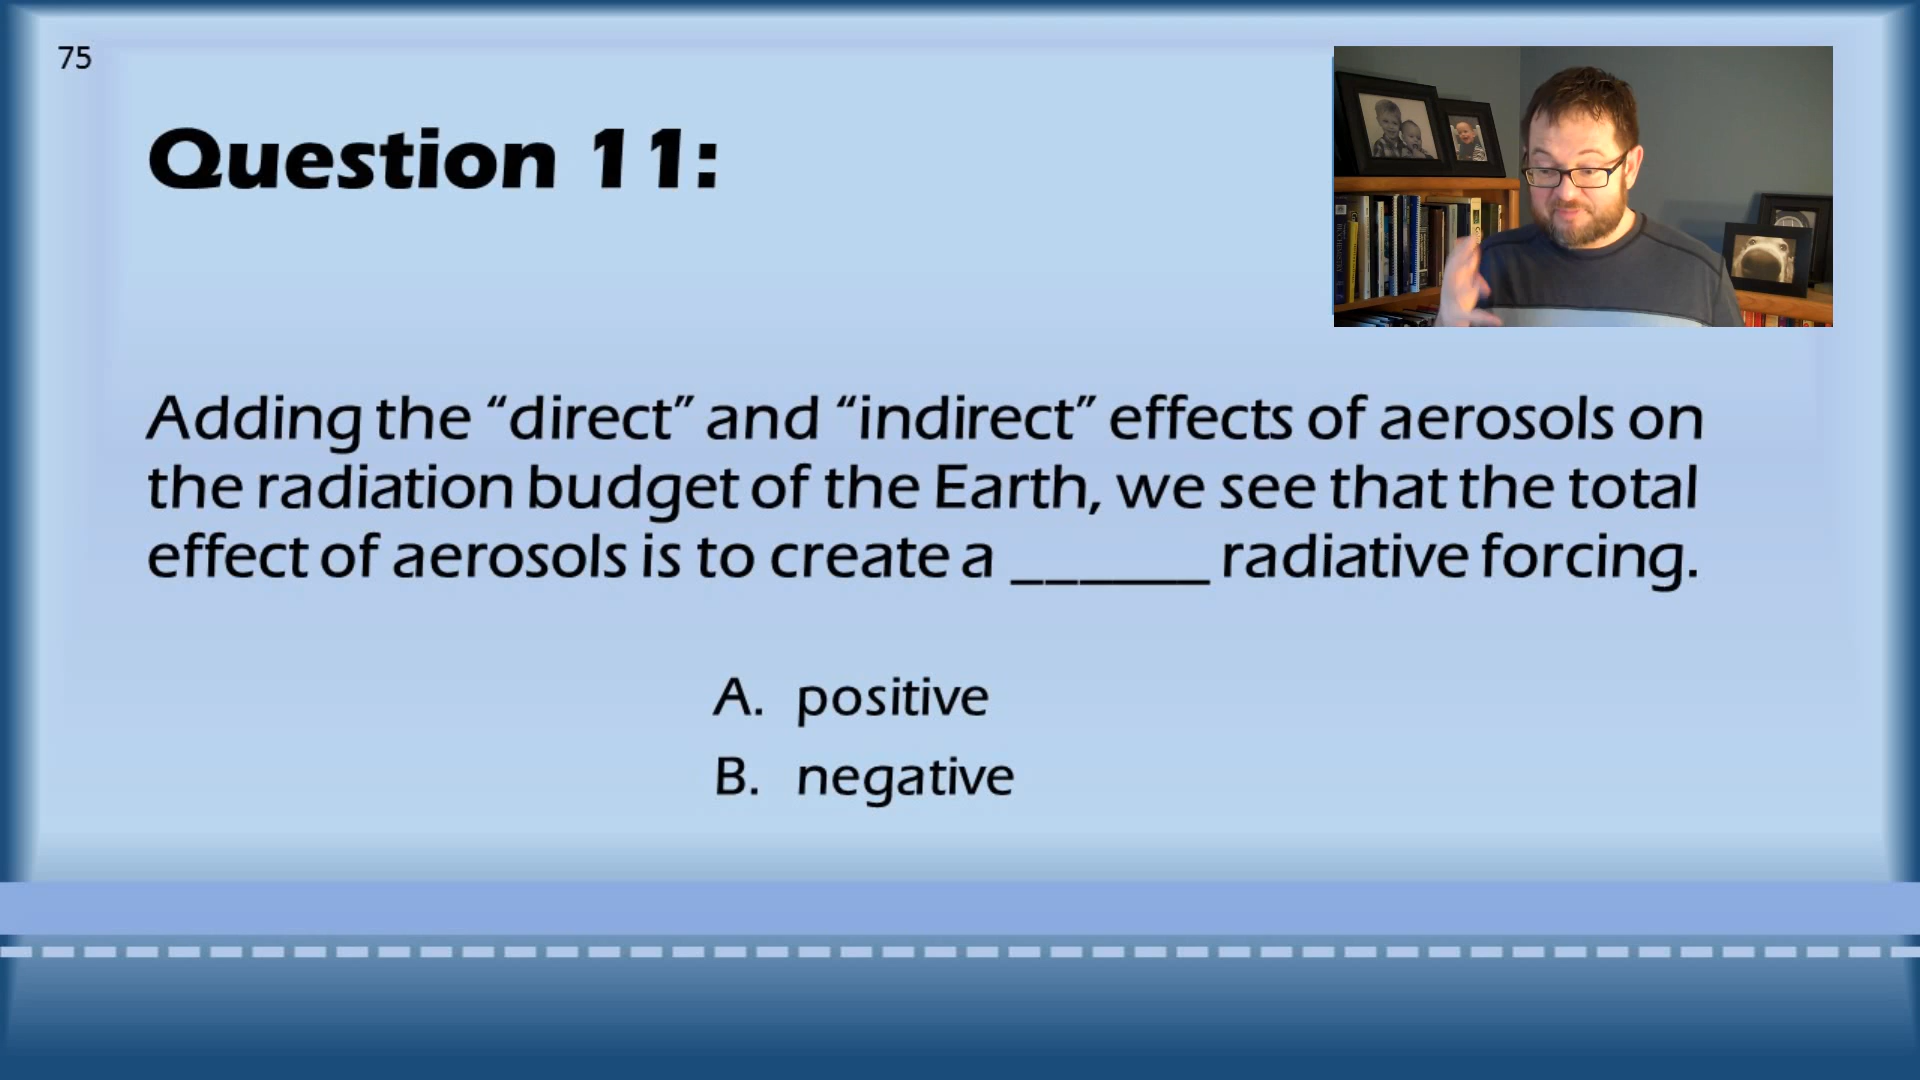 75
Question 11:
Adding the “direct” and “indirect” effects of aerosols on
the radiation budget of the Earth, we see that the total
effect of aerosols is to create a ______ radiative forcing.
A. positive
B. negative